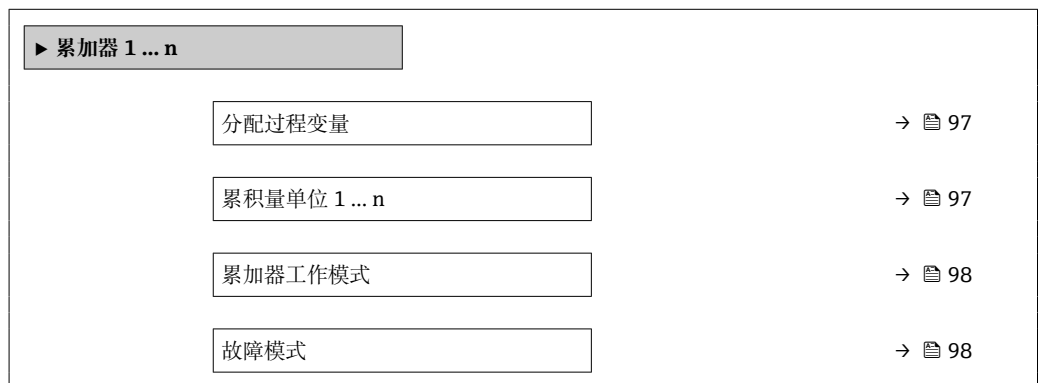 ▶ 累加器 1 ... n
分配过程变量 → 97
累积量单位 1 ... n → 97
累加器工作模式 → 98
故障模式 → 98